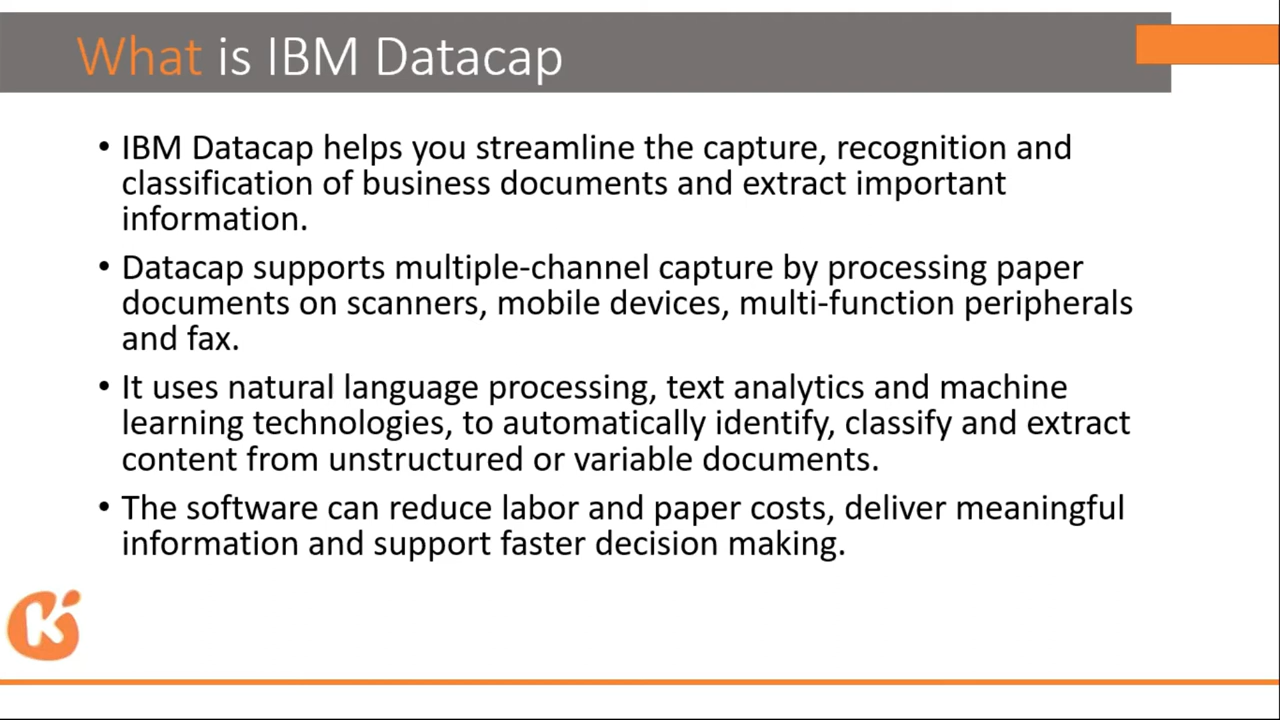 What is IBM Datacap
• IBM Datacap helps you streamline the capture, recognition and
classification of business documents and extract important
information.
• Datacap supports multiple-channel capture by processing paper
documents on scanners, mobile devices, multi-function peripherals
and fax.
• It uses natural language processing, text analytics and machine
learning technologies, to automatically identify, classify and extract
content from unstructured or variable documents.
• The software can reduce labor and paper costs, deliver meaningful
information and support faster decision making.
K